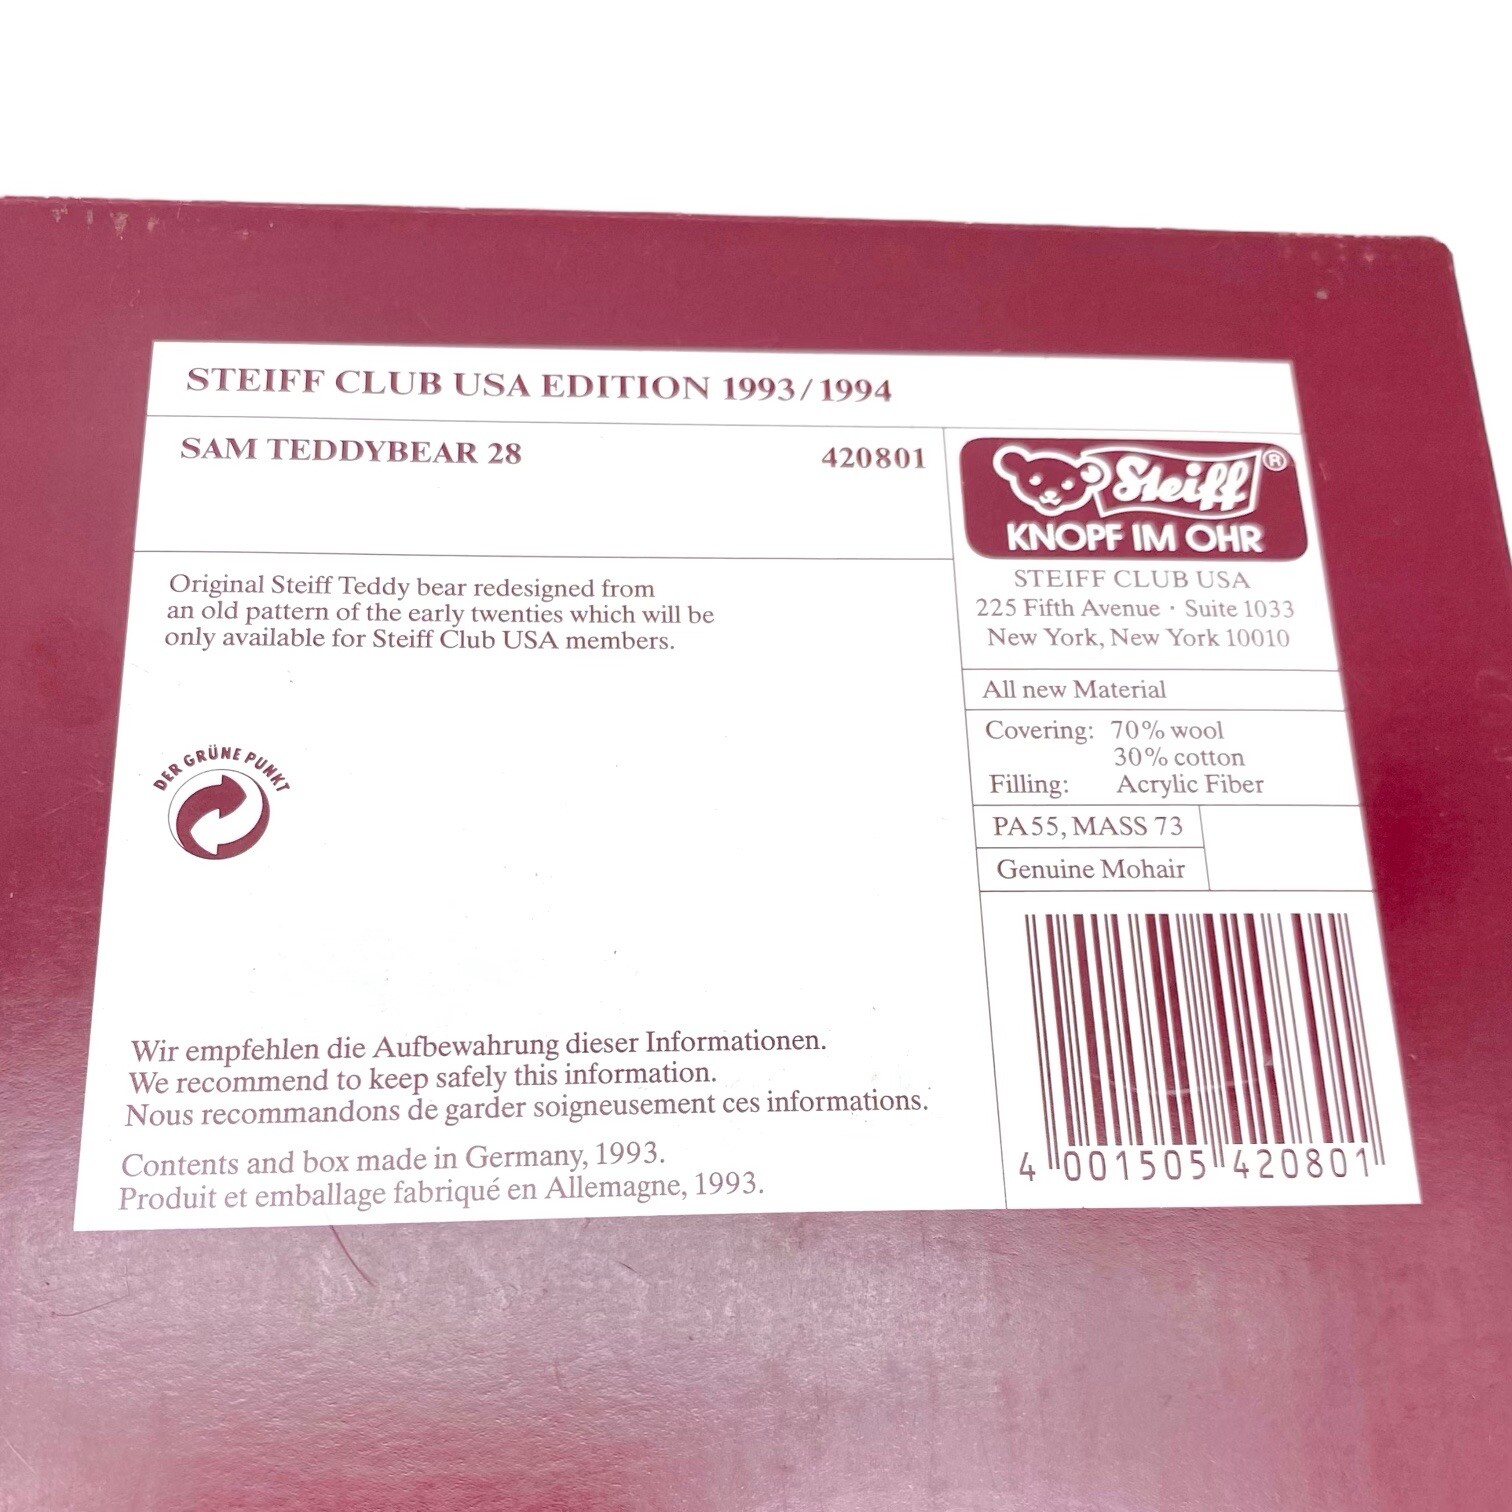 STEIFF CLUB USA EDITION 1993/1994
SAM TEDDYBEAR 28 420801
Original Steiff Teddy bear redesigned from
an old pattern of the early twenties which will be
only available for Steiff Club USA members.
DER GRÜNE PUNKT
Wir empfehlen die Aufbewahrung dieser Informationen.
We recommend to keep safely this information.
Nous recommandons de garder soigneusement ces informations.
Contents and box made in Germany, 1993.
Produit et emballage fabriqué en Allemagne, 1993.
Steiff ®
KNOPF IM OHR
STEIFF CLUB USA
225 Fifth Avenue · Suite 1033
New York, New York 10010
All new Material
Covering: 70% wool
30% cotton
Filling: Acrylic Fiber
PA55, MASS 73
Genuine Mohair
4 001505 420801